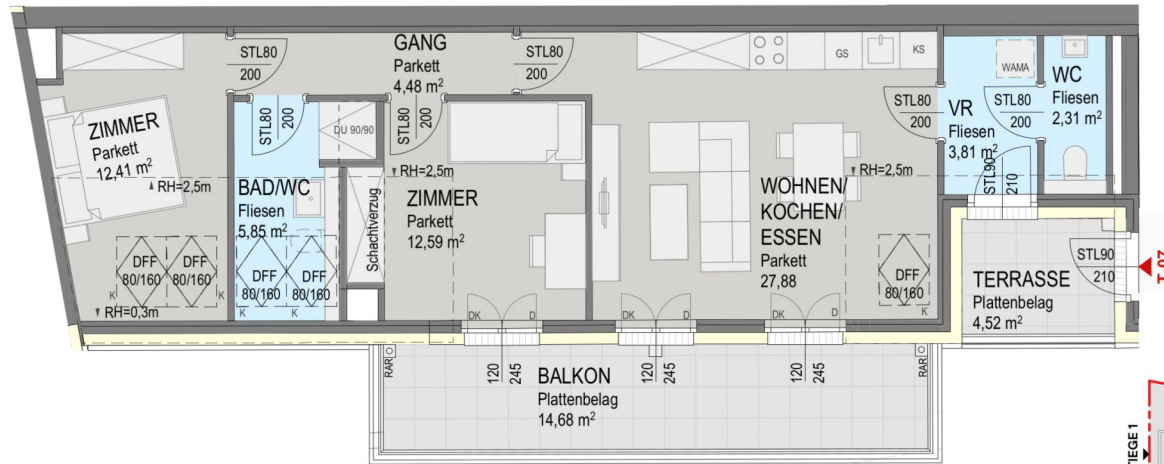 STL80
200
GANG
Parkett
4,48 m²
STL80
200
GS
KS
WAMA
WC
Fliesen
2,31 m²
STL80
200
VR
Fliesen
3,81 m²
STL80
200
ZIMMER
Parkett
12,41 m²
RH=2,5m
STL80
200
DU 90/90
STL80
200
RH=2,5m
BAD/WC
Fliesen
5,85 m²
Schachtverzug
ZIMMER
Parkett
12,59 m²
WOHNEN/
KOCHEN/
ESSEN
Parkett
27,88
RH=2,5m
STL90
210
DFF
80/160
K
DFF
80/160
K
DFF
80/160
K
DFF
80/160
K
RH=0,3m
DFF
80/160
K
TERRASSE
Plattenbelag
4,52 m²
STL90
210
T 07
DK
D
DK
D
DK
D
RAR
120
245
BALKON
Plattenbelag
14,68 m²
120
245
120
245
RAR
TIEGE 1